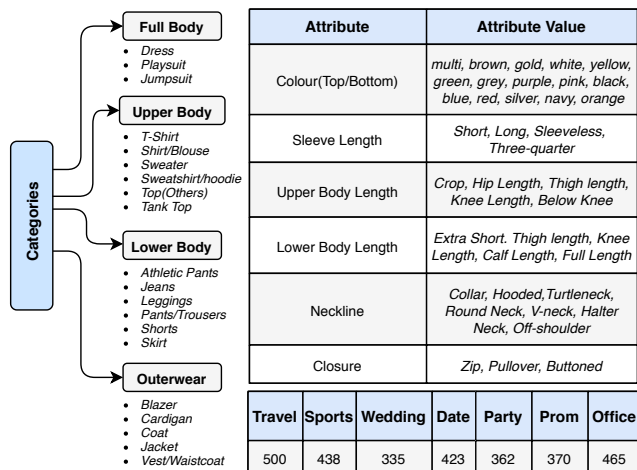 Categories
Full Body
• Dress
• Playsuit
• Jumpsuit
Upper Body
• T-Shirt
• Shirt/Blouse
• Sweater
• Sweatshirt/hoodie
• Top(Others)
• Tank Top
Lower Body
• Athletic Pants
• Jeans
• Leggings
• Pants/Trousers
• Shorts
• Skirt
Outerwear
• Blazer
• Cardigan
• Coat
• Jacket
• Vest/Waistcoat
Attribute Attribute Value
Colour(Top/Bottom)
multi, brown, gold, white, yellow,
green, grey, purple, pink, black,
blue, red, silver, navy, orange
Sleeve Length
Short, Long, Sleeveless,
Three-quarter
Upper Body Length
Crop, Hip Length, Thigh length,
Knee Length, Below Knee
Lower Body Length
Extra Short. Thigh length, Knee
Length, Calf Length, Full Length
Neckline
Collar, Hooded,Turtleneck,
Round Neck, V-neck, Halter
Neck, Off-shoulder
Closure
Zip, Pullover, Buttoned
Travel Sports Wedding Date Party Prom Office
500 438 335 423 362 370 465